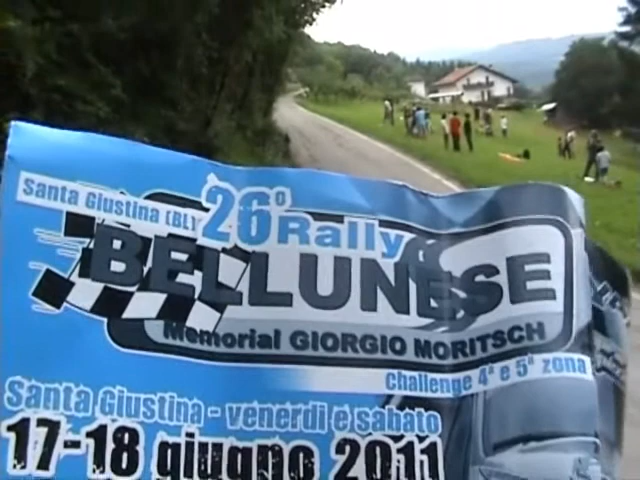 Santa Giustina (BL)
26° Rally
BELLUNESE
Memorial GIORGIO MORITSCH
Challenge 4ª e 5ª zona
Santa Giustina - venerdì e sabato
17-18 giugno 2011